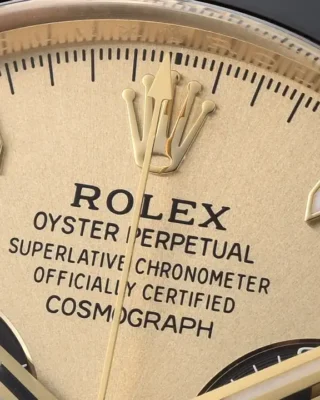 ROLEX
OYSTER PERPETUAL
SUPERLATIVE CHRONOMETER
OFFICIALLY CERTIFIED
COSMOGRAPH